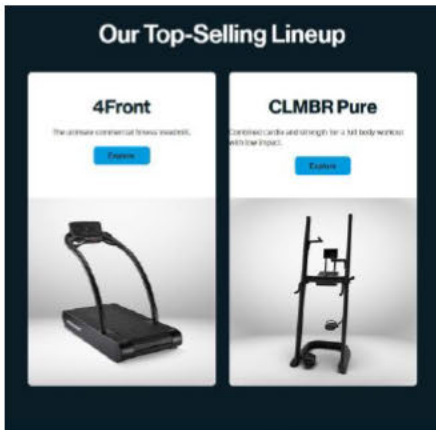 Our Top-Selling Lineup
4Front
The ultimate commercial fitness treadmill.
Explore
CLMBR Pure
Combined cardio and strength for a full body workout
with low impact.
Explore